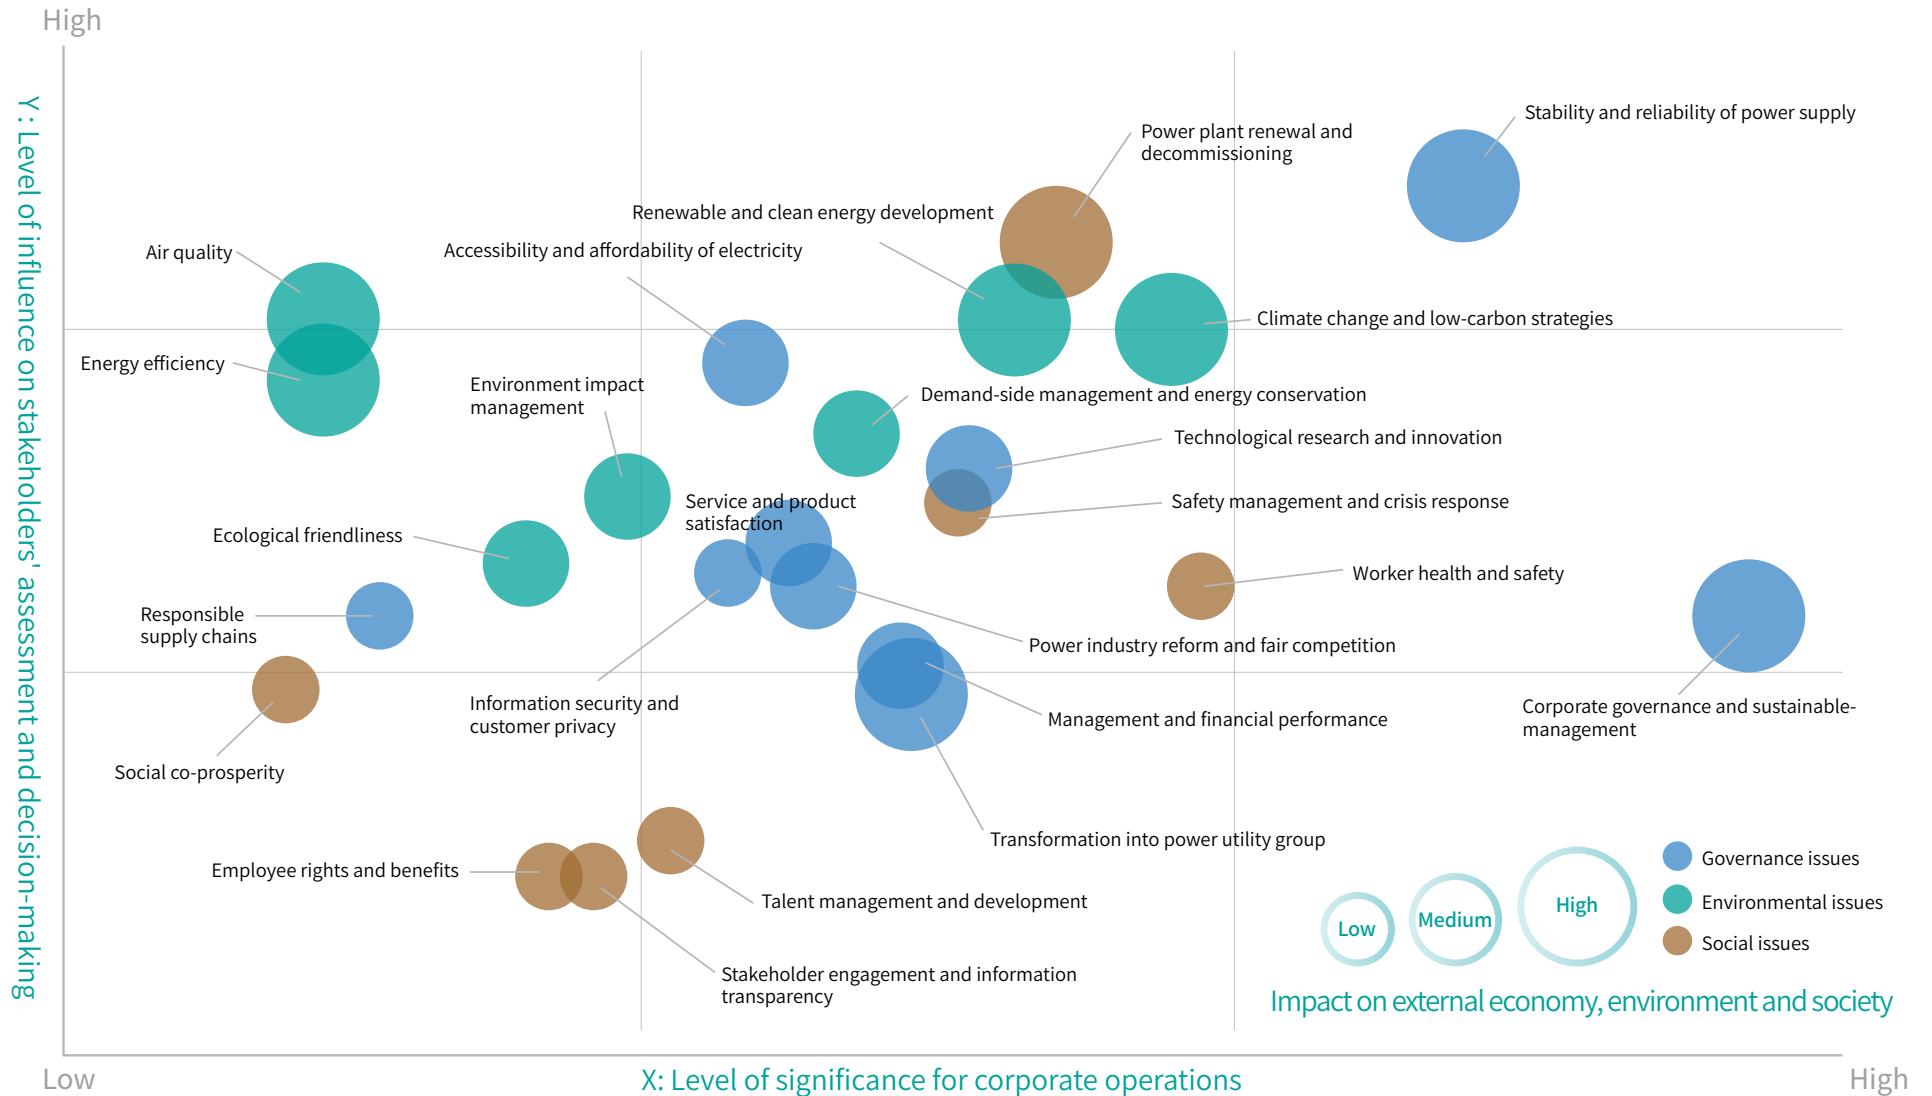 High
Y : Level of influence on stakeholders' assessment and decision-making
Stability and reliability of power supply
Power plant renewal and
decommissioning
Renewable and clean energy development
Accessibility and affordability of electricity
Air quality
Climate change and low-carbon strategies
Energy efficiency
Environment impact
management
Demand-side management and energy conservation
Technological research and innovation
Service and product
satisfaction
Safety management and crisis response
Ecological friendliness
Worker health and safety
Responsible
supply chains
Power industry reform and fair competition
Information security and
customer privacy
Management and financial performance
Corporate governance and sustainable-
management
Social co-prosperity
Transformation into power utility group
Employee rights and benefits
Talent management and development
Stakeholder engagement and information
transparency
Low
Medium
High
Governance issues
Environmental issues
Social issues
Impact on external economy, environment and society
Low
X: Level of significance for corporate operations
High